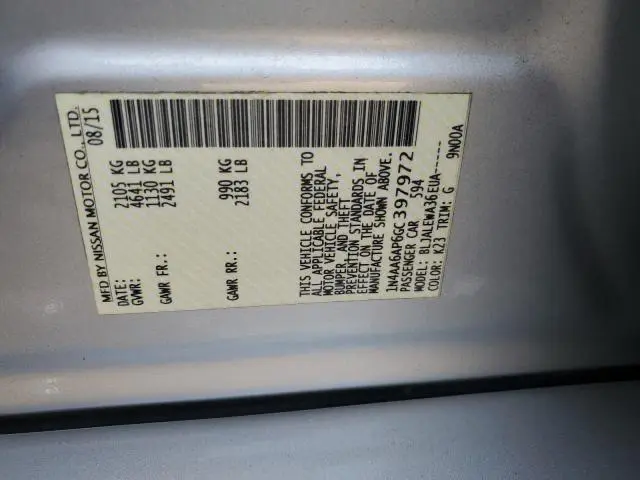 MFD BY NISSAN MOTOR CO., LTD.
DATE: 08/15
GVWR: 2105 KG
4641 LB
GAWR FR.: 1130 KG
2491 LB
GAWR RR.: 990 KG
2183 LB
THIS VEHICLE CONFORMS TO
ALL APPLICABLE FEDERAL
MOTOR VEHICLE SAFETY,
BUMPER, AND THEFT
PREVENTION STANDARDS IN
EFFECT ON THE DATE OF
MANUFACTURE SHOWN ABOVE.
1N4AA6AP6GC397972
PASSENGER CAR 594
MODEL: BLJALEWA36EUA-----
COLOR: K23 TRIM: G 9N00A